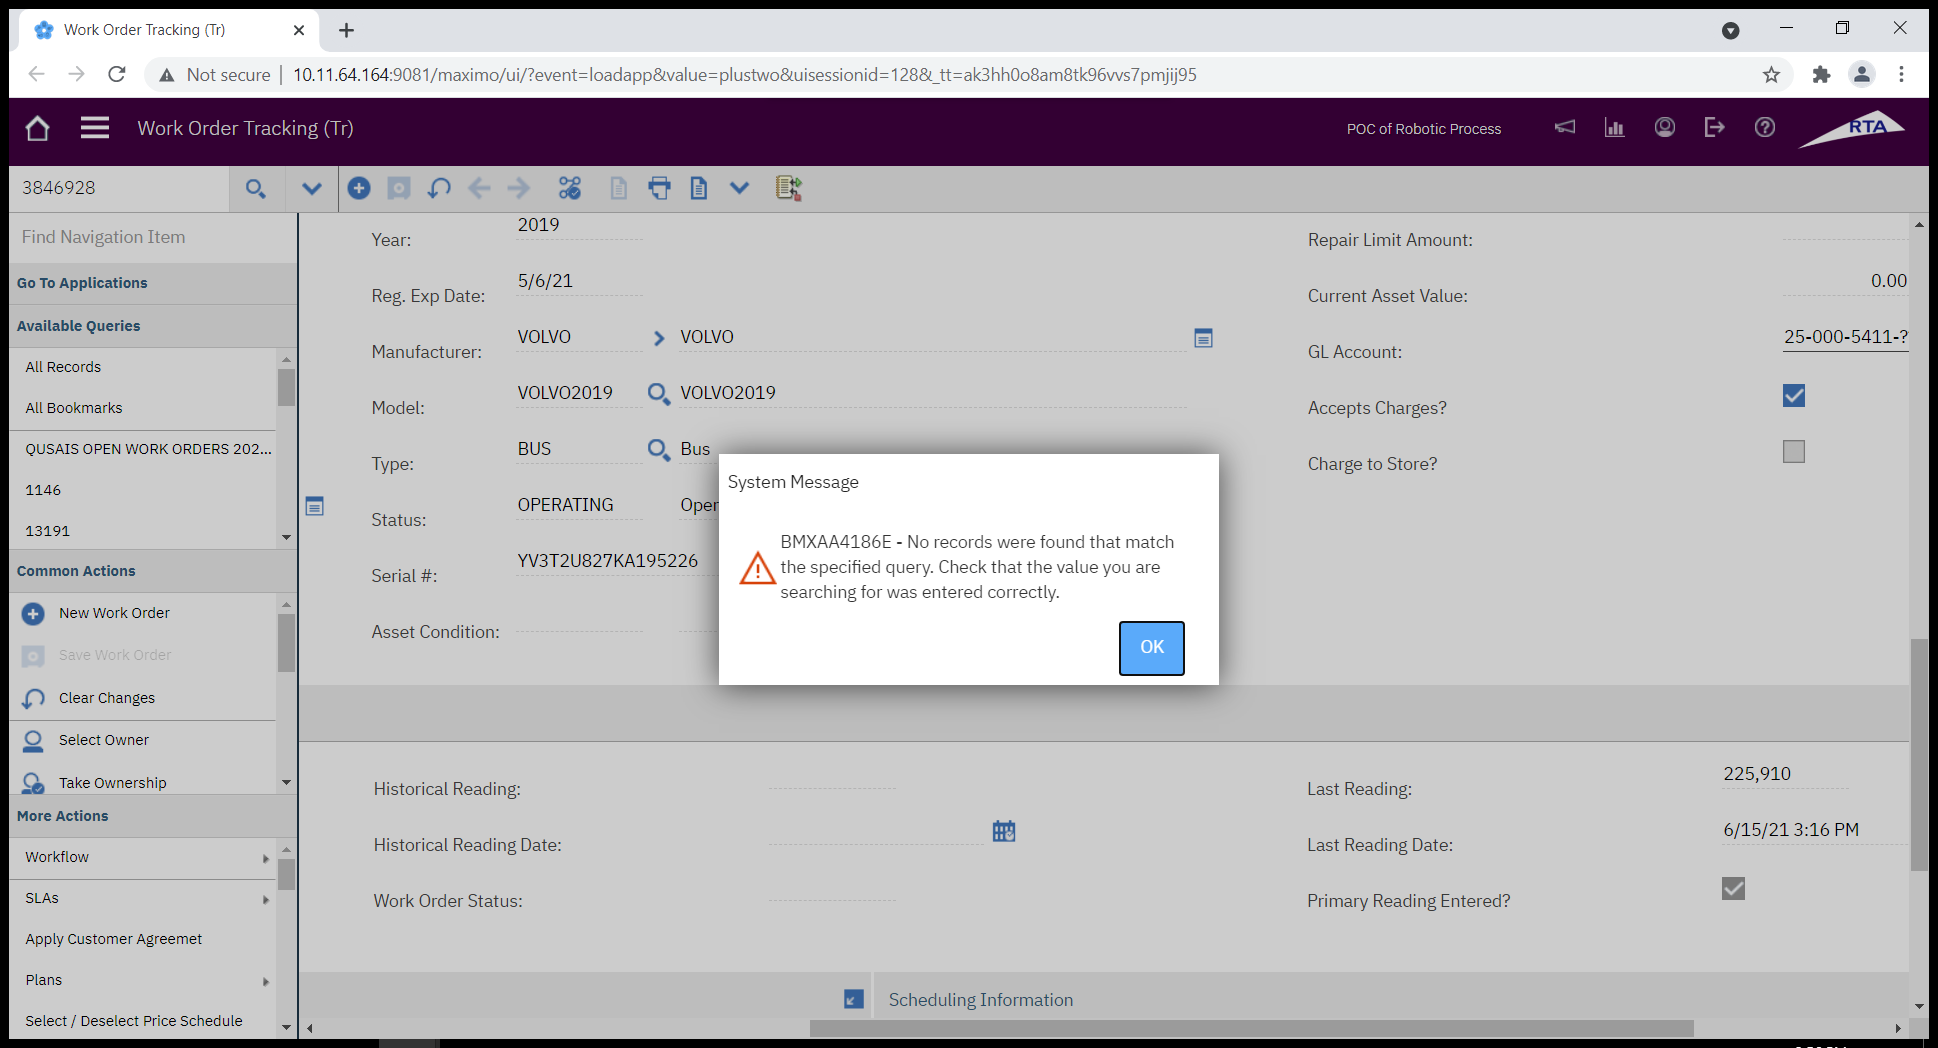 Work Order Tracking (Tr)
Not secure
10.11.64.164:9081/maximo/ui/?event=loadapp&value=plustwo&uisessionid=128&_tt=ak3hh0o8am8tk96vvs7pmjij95
Work Order Tracking (Tr)
POC of Robotic Process
RTA
3846928
Find Navigation Item
Go To Applications
Available Queries
All Records
All Bookmarks
QUSAIS OPEN WORK ORDERS 202...
1146
13191
Common Actions
New Work Order
Save Work Order
Clear Changes
Select Owner
Take Ownership
More Actions
Workflow
SLAs
Apply Customer Agreemet
Plans
Select / Deselect Price Schedule
Year: 2019
Reg. Exp Date: 5/6/21
Manufacturer: VOLVO VOLVO
Model: VOLVO2019 VOLVO2019
Type: BUS Bus
Status: OPERATING Oper
Serial #: YV3T2U827KA195226
Asset Condition:
Repair Limit Amount:
Current Asset Value: 0.00
GL Account: 25-000-5411-?
Accepts Charges?
Charge to Store?
System Message
BMXAA4186E - No records were found that match
the specified query. Check that the value you are
searching for was entered correctly.
OK
Historical Reading:
Historical Reading Date:
Work Order Status:
Last Reading: 225,910
Last Reading Date: 6/15/21 3:16 PM
Primary Reading Entered?
Scheduling Information